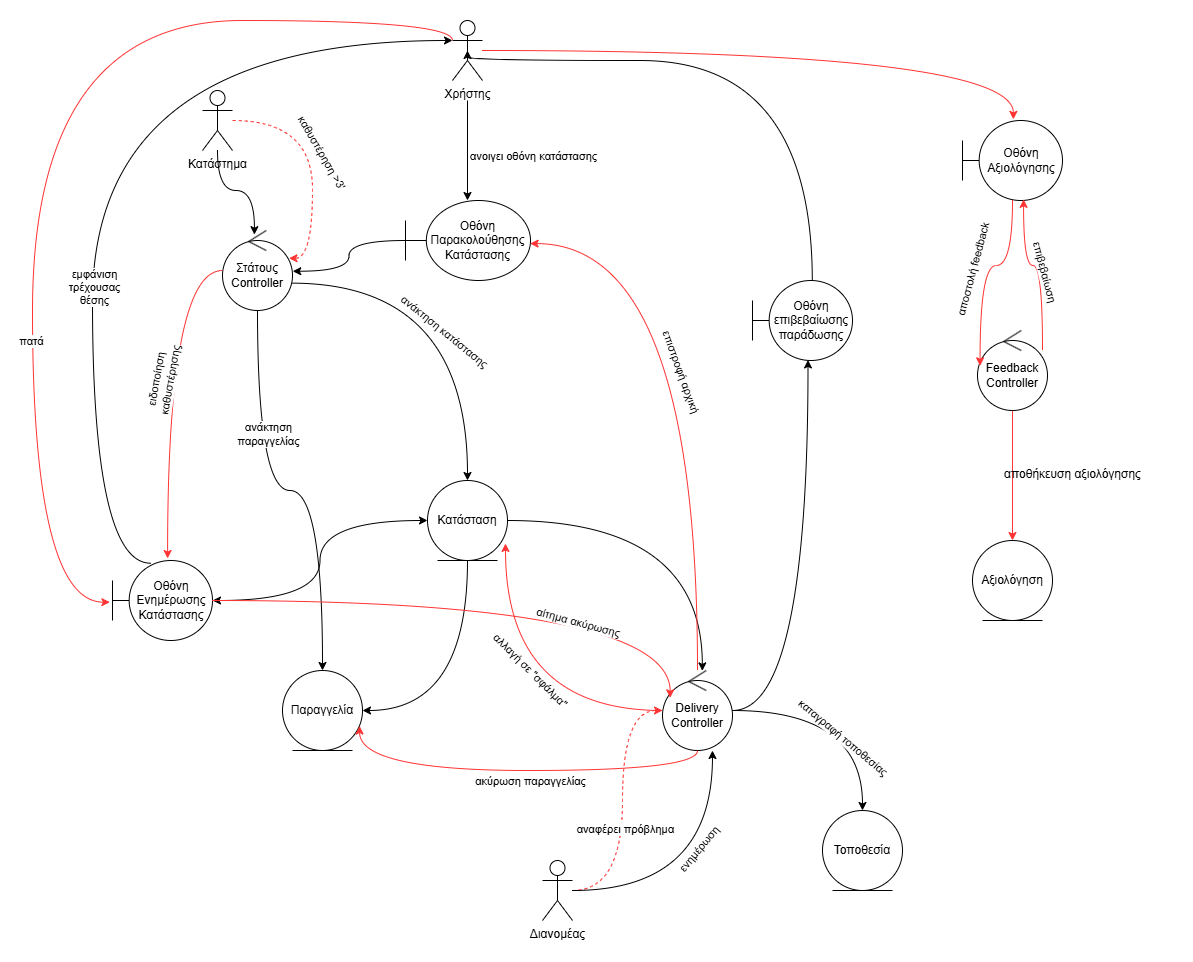 Χρήστης
Κατάστημα
καθυστέρηση >3'
ανοιγει οθόνη κατάστασης
Οθόνη
Αξιολόγησης
Οθόνη
Παρακολούθησης
Κατάστασης
Στάτους
Controller
εμφάνιση
τρέχουσας
θέσης
αποστολή feedback
επιβεβαίωση
Οθόνη
επιβεβαίωσης
παράδωσης
ανάκτηση κατάστασης
πατά
επιστροφή αρχική
ειδοποίηση
καθυστέρησης
Feedback
Controller
ανάκτηση
παραγγελίας
αποθήκευση αξιολόγησης
Κατάσταση
Αξιολόγηση
Οθόνη
Ενημέρωσης
Κατάστασης
αίτημα ακύρωσης
αλλαγή σε "σφάλμα"
Παραγγελία
Delivery
Controller
καταγραφή τοποθεσίας
ακύρωση παραγγελίας
αναφέρει πρόβλημα
ενημέρωση
Τοποθεσία
Διανομέας